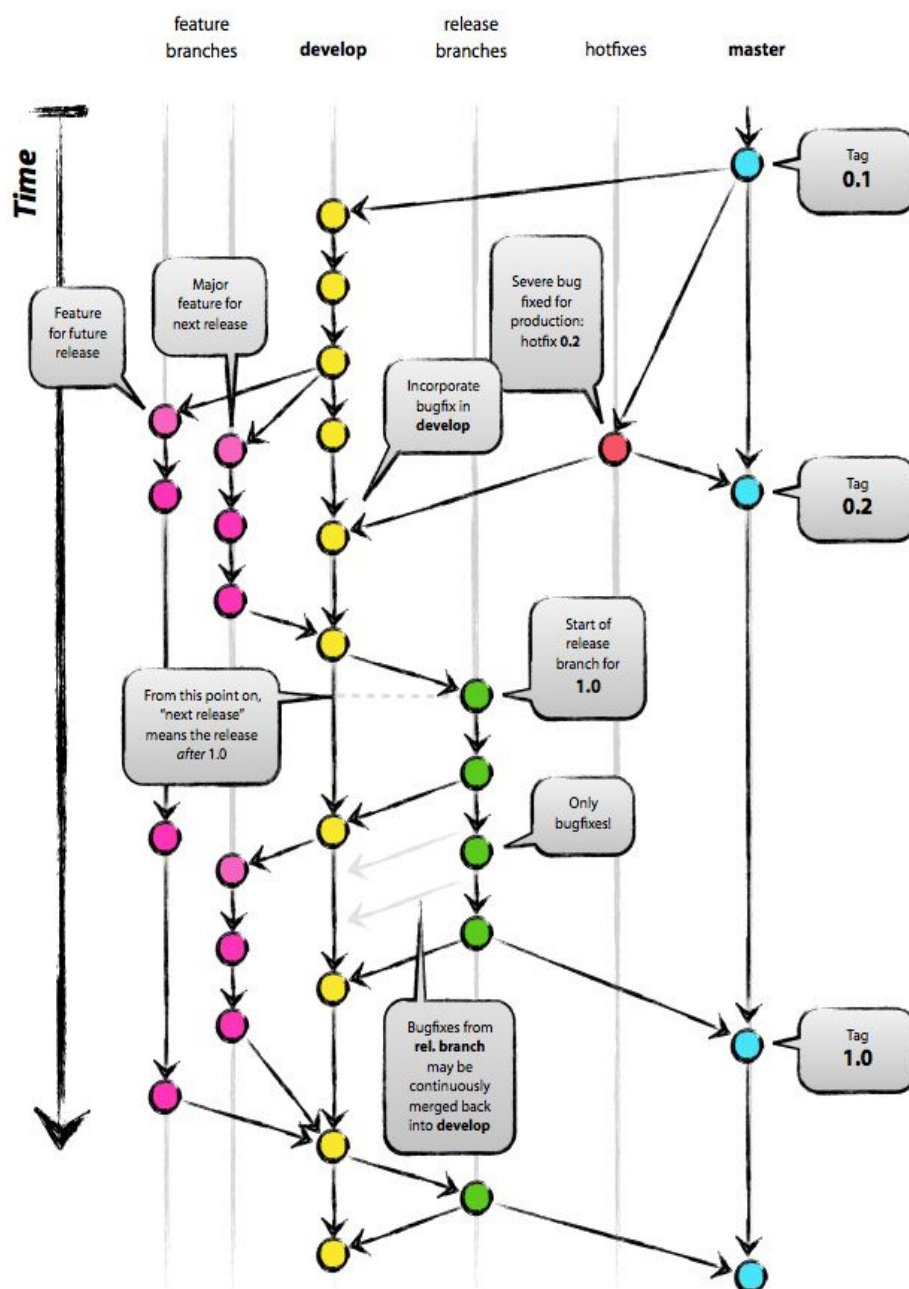 feature
branches
develop
release
branches
hotfixes
master
Time
Tag
0.1
Major
feature for
next release
Feature
for future
release
Severe bug
fixed for
production:
hotfix 0.2
Incorporate
bugfix in
develop
Tag
0.2
Start of
release
branch for
1.0
From this point on,
“next release”
means the release
after 1.0
Only
bugfixes!
Bugfixes from
rel. branch
may be
continuously
merged back
into develop
Tag
1.0